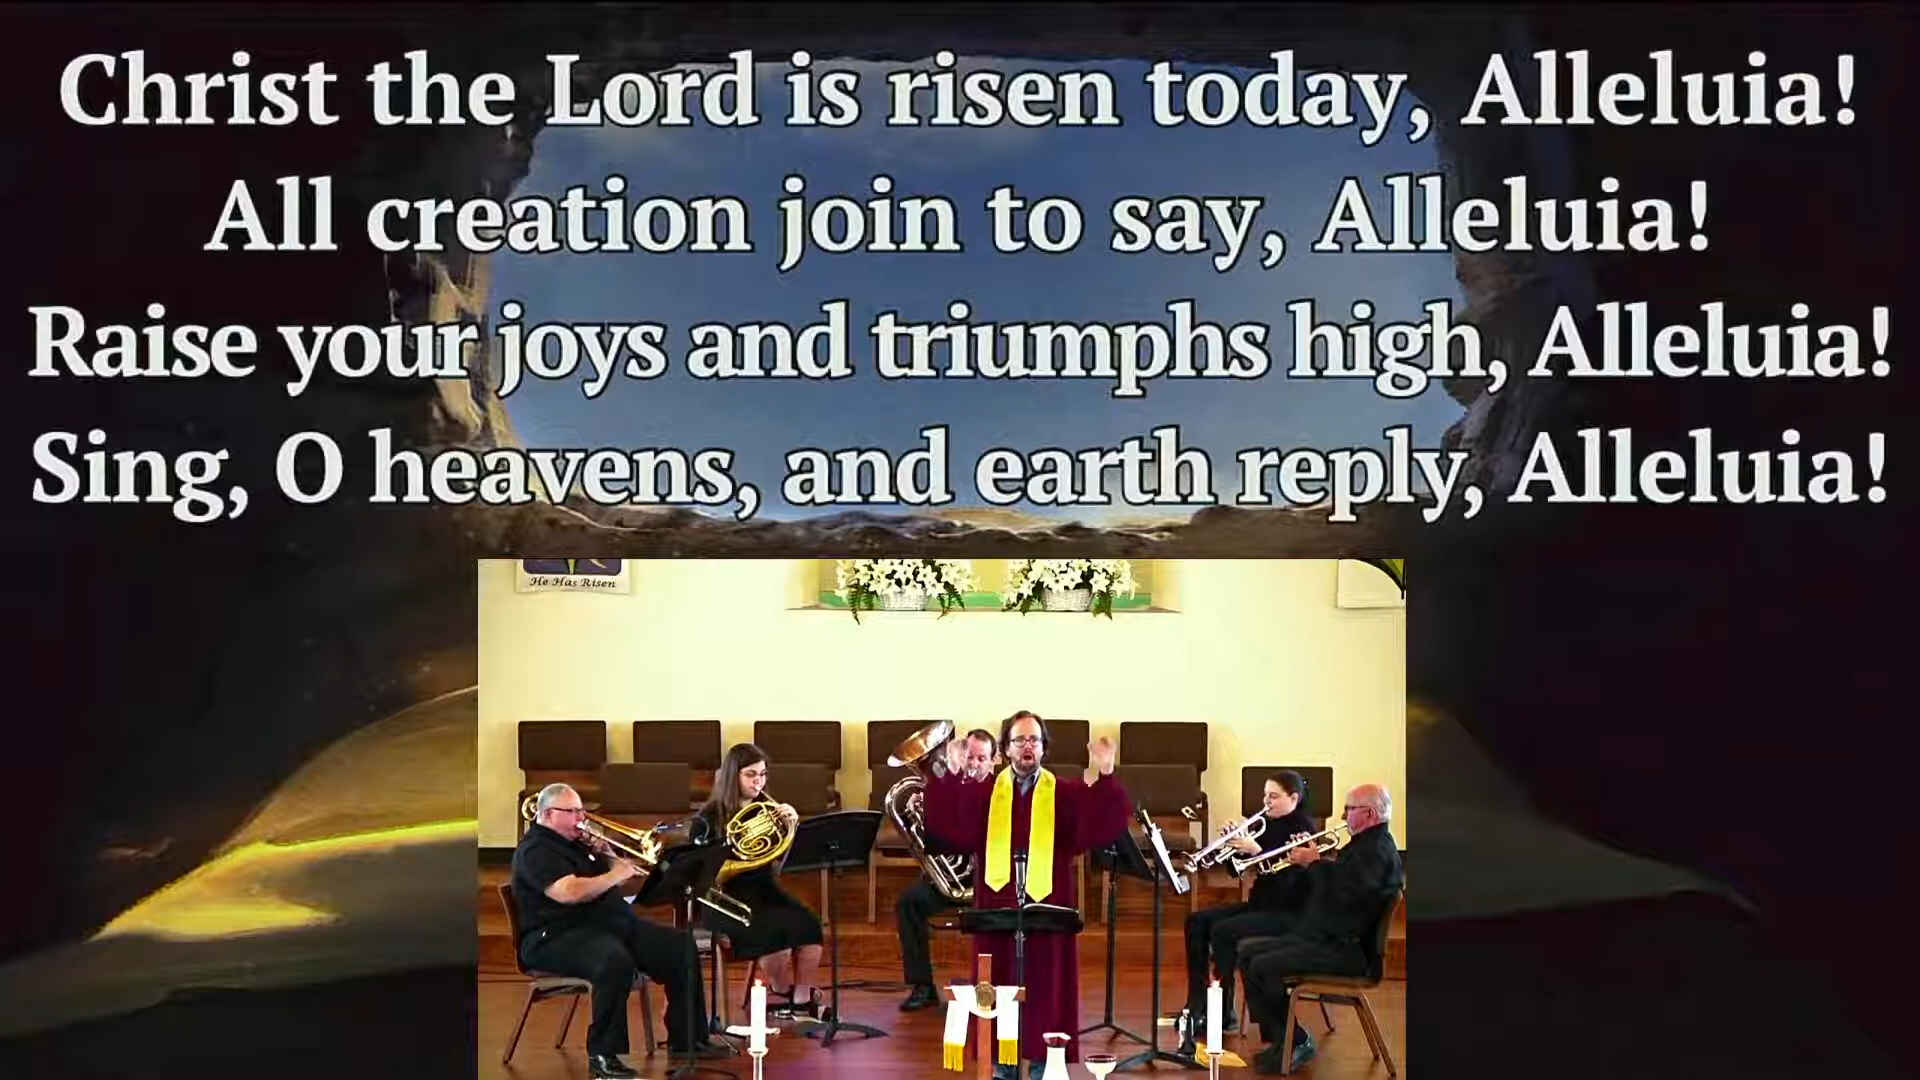 Christ the Lord is risen today, Alleluia!
All creation join to say, Alleluia!
Raise your joys and triumphs high, Alleluia!
Sing, O heavens, and earth reply, Alleluia!
He Has Risen